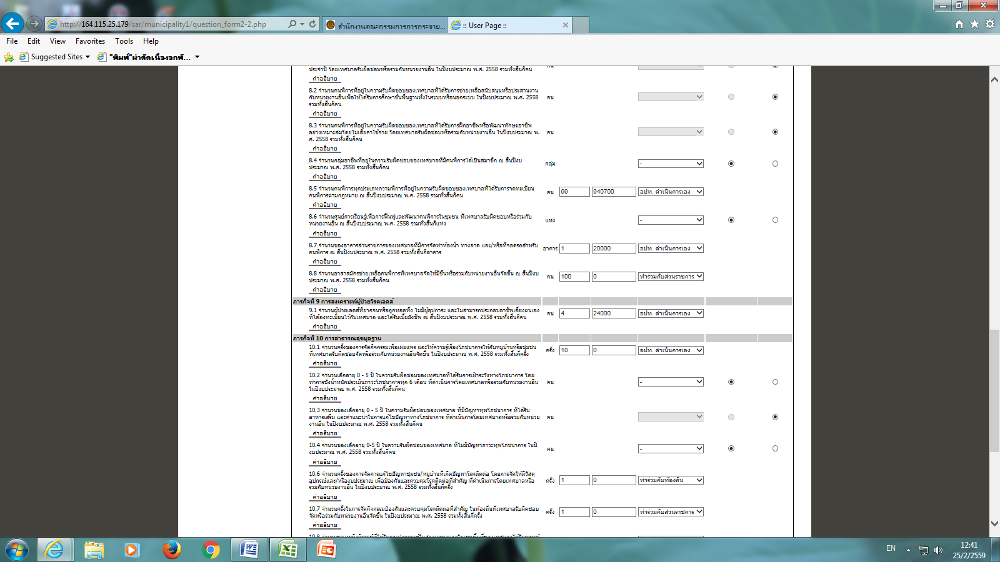 http://164.115.25.179/sar/municipality1/question_form2-2.php
สำนักงานคณะกรรมการการกระจาย...
:: User Page ::
File Edit View Favorites Tools Help
Suggested Sites
"พิมพ์"ผ่าตัดเนื้องอกพั...
ประจำปี โดยเทศบาลรับผิดชอบหรือร่วมกับหน่วยงานอื่น ในปีงบประมาณ พ.ศ. 2558 รวมทั้งสิ้นกี่คน
คำอธิบาย
8.2 จำนวนคนพิการที่อยู่ในความรับผิดชอบของเทศบาลที่ได้รับการช่วยเหลือสนับสนุนหรือประสานงาน
กับหน่วยงานอื่นเพื่อให้ได้รับการศึกษาขั้นพื้นฐานทั้งในระบบหรือนอกระบบ ในปีงบประมาณ พ.ศ. 2558 คน
รวมทั้งสิ้นกี่คน
คำอธิบาย
8.3 จำนวนคนพิการที่อยู่ในความรับผิดชอบของเทศบาลที่ได้รับการฝึกอาชีพหรือพัฒนาทักษะอาชีพ
อย่างเหมาะสมโดยไม่เสียค่าใช้จ่าย โดยเทศบาลรับผิดชอบหรือร่วมกับหน่วยงานอื่น ในปีงบประมาณ พ. คน
ศ. 2558 รวมทั้งสิ้นกี่คน
คำอธิบาย
8.4 จำนวนกลุ่มอาชีพที่อยู่ในความรับผิดชอบของเทศบาลที่มีคนพิการได้เป็นสมาชิก ณ สิ้นปีงบ กลุ่ม -
ประมาณ พ.ศ. 2558 รวมทั้งสิ้นกี่คน
คำอธิบาย
8.5 จำนวนคนพิการทุกประเภทความพิการที่อยู่ในความรับผิดชอบของเทศบาลที่ได้รับการจดทะเบียน คน 99 940700 อปท. ดำเนินการเอง
คนพิการตามกฎหมาย ณ สิ้นปีงบประมาณ พ.ศ. 2558 รวมทั้งสิ้นกี่คน
คำอธิบาย
8.6 จำนวนศูนย์การเรียนรู้เพื่อการฟื้นฟูและพัฒนาคนพิการในชุมชน ที่เทศบาลรับผิดชอบหรือร่วมกับ แห่ง -
หน่วยงานอื่น ณ สิ้นปีงบประมาณ พ.ศ. 2558 รวมทั้งสิ้นกี่แห่ง
คำอธิบาย
8.7 จำนวนของอาคารส่วนราชการของเทศบาลที่มีการจัดทำห้องน้ำ ทางลาด และ/หรือที่จอดรถสำหรับ อาคาร 1 20000 อปท. ดำเนินการเอง
คนพิการ ณ สิ้นปีงบประมาณ พ.ศ. 2558 รวมทั้งสิ้นกี่อาคาร
คำอธิบาย
8.8 จำนวนอาสาสมัครช่วยเหลือคนพิการที่เทศบาลจัดให้มีขึ้นหรือร่วมกับหน่วยงานอื่นจัดขึ้น ณ สิ้นปีงบ คน 100 0 ทำร่วมกับส่วนราชการ
ประมาณ พ.ศ. 2558 รวมทั้งสิ้นกี่คน
คำอธิบาย
ภารกิจที่ 9 การสงเคราะห์ผู้ป่วยโรคเอดส์
9.1 จำนวนผู้ป่วยเอดส์ที่ยากจนหรือถูกทอดทิ้ง ไม่มีผู้อุปการะ และไม่สามารถประกอบอาชีพเลี้ยงตนเอง คน 4 24000 อปท. ดำเนินการเอง
ที่ได้ลงทะเบียนไว้กับเทศบาล และได้รับเบี้ยยังชีพ ณ สิ้นปีงบประมาณ พ.ศ. 2558 รวมทั้งสิ้นกี่คน
คำอธิบาย
ภารกิจที่ 10 การสาธารณสุขมูลฐาน
10.1 จำนวนครั้งของการจัดกิจกรรมเพื่อเผยแพร่ และให้ความรู้เรื่องโภชนาการให้กับหมู่บ้านหรือชุมชน ครั้ง 10 0 อปท. ดำเนินการเอง
ที่เทศบาลรับผิดชอบจัดหรือร่วมกับหน่วยงานอื่นจัดขึ้น ในปีงบประมาณ พ.ศ. 2558 รวมทั้งสิ้นกี่ครั้ง
คำอธิบาย
10.2 จำนวนเด็กอายุ 0 - 5 ปี ในความรับผิดชอบของเทศบาลที่ได้รับการเฝ้าระวังทางโภชนาการ โดย
ทำการชั่งน้ำหนักประเมินภาวะโภชนาการทุก 6 เดือน ที่ดำเนินการโดยเทศบาลหรือร่วมกับหน่วยงานอื่น คน -
ในปีงบประมาณ พ.ศ. 2558 รวมทั้งสิ้นกี่คน
คำอธิบาย
10.3 จำนวนของเด็กอายุ 0 - 5 ปี ในความรับผิดชอบของเทศบาล ที่มีปัญหาทุพโภชนาการ ที่ได้รับ
อาหารเสริม และคำแนะนำในการแก้ไขปัญหาทางโภชนาการ ที่ดำเนินการโดยเทศบาลหรือร่วมกับหน่วย คน
งานอื่น ในปีงบประมาณ พ.ศ. 2558 รวมทั้งสิ้นกี่คน
คำอธิบาย
10.4 จำนวนของเด็กอายุ 0-5 ปี ในความรับผิดชอบของเทศบาล ที่ไม่มีปัญหาภาวะทุพโภชนาการ ในปี คน -
งบประมาณ พ.ศ. 2558 รวมทั้งสิ้นกี่คน
คำอธิบาย
10.6 จำนวนครั้งของการจัดการแก้ไขปัญหาชุมชน/หมู่บ้านที่เกิดปัญหาโรคติดต่อ โดยการจัดให้มีวัสดุ
อุปกรณ์และ/หรืองบประมาณ เพื่อป้องกันและควบคุมโรคติดต่อที่สำคัญ ที่ดำเนินการโดยเทศบาลหรือ ครั้ง 1 0 ทำร่วมกับท้องถิ่น
ร่วมกับหน่วยงานอื่น ในปีงบประมาณ พ.ศ. 2558 รวมทั้งสิ้นกี่ครั้ง
คำอธิบาย
10.7 จำนวนครั้งในการจัดกิจกรรมป้องกันและควบคุมโรคติดต่อที่สำคัญ ในท้องถิ่นที่เทศบาลรับผิดชอบ ครั้ง 1 0 ทำร่วมกับส่วนราชการ
จัดหรือร่วมกับหน่วยงานอื่นจัดขึ้น ในปีงบประมาณ พ.ศ. 2558 รวมทั้งสิ้นกี่ครั้ง
คำอธิบาย
EN
12:41
25/2/2559